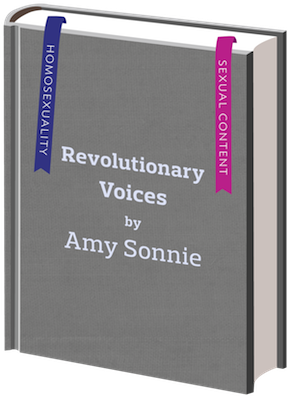 HOMOSEXUALITY
SEXUAL CONTENT
Revolutionary
Voices
by
Amy Sonnie